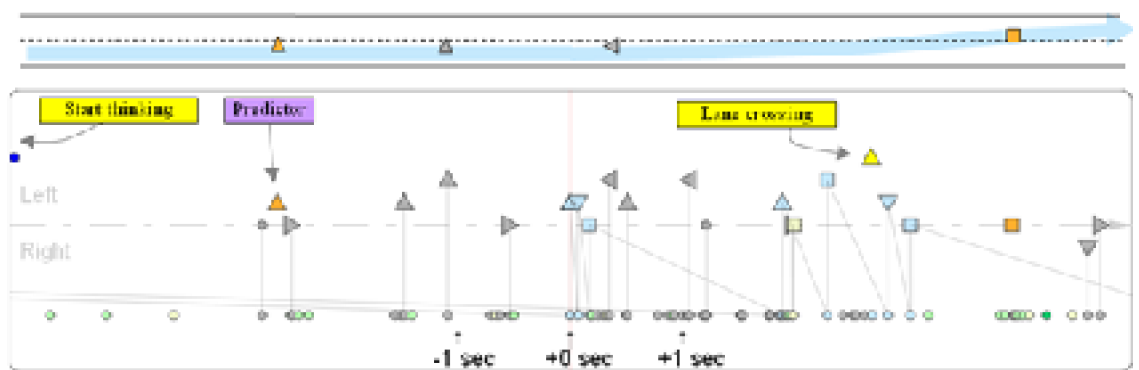 Start thinking
Predictor
Lane crossing
Left
Right
-1 sec
+0 sec
+1 sec